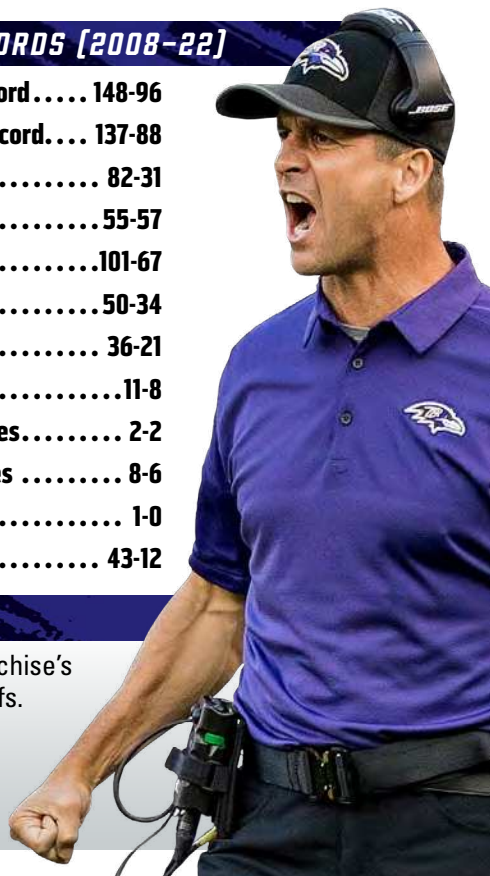 ORDS (2008–22)
ord..... 148-96
cord.... 137-88
......... 82-31
......... 55-57
.........101-67
......... 50-34
......... 36-21
...........11-8
es......... 2-2
es ......... 8-6
........... 1-0
......... 43-12
chise's
fs.
BOSE